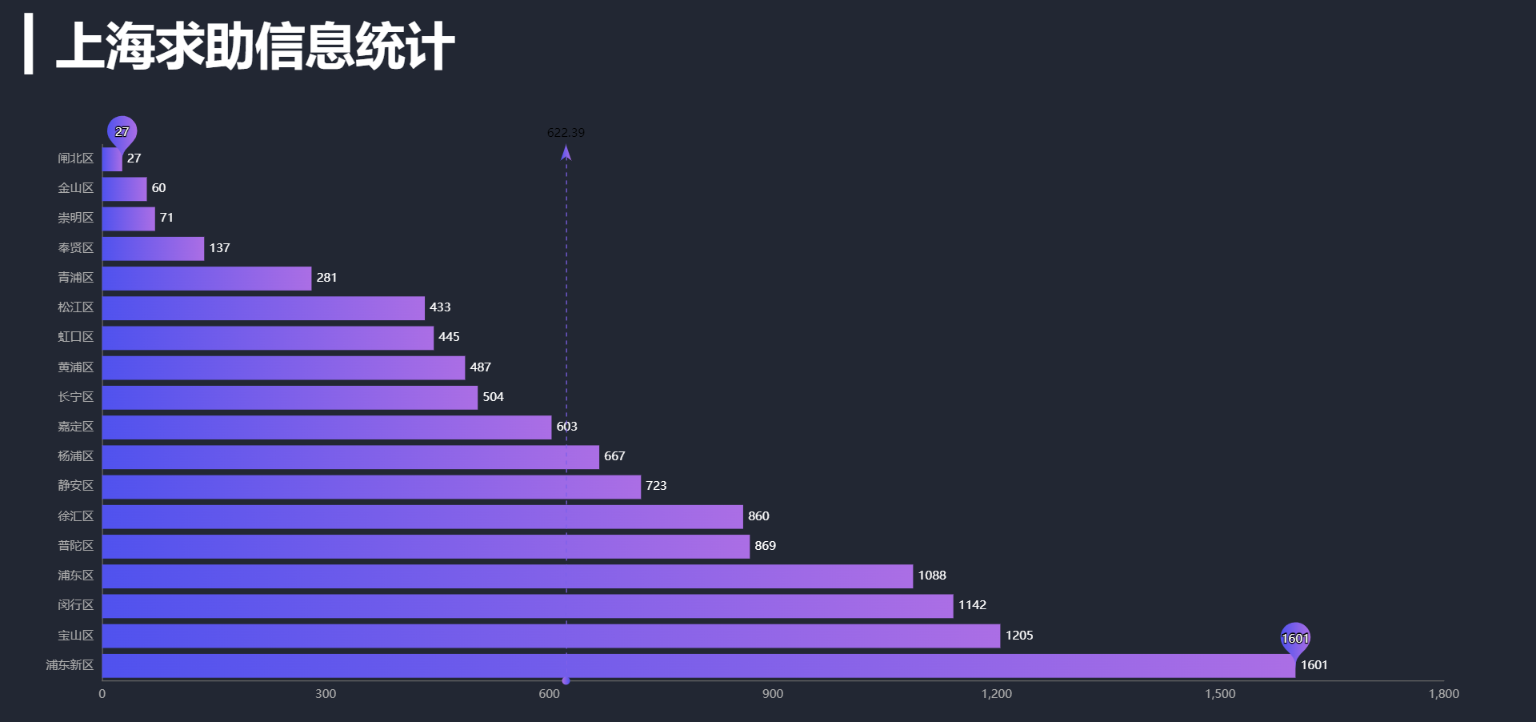 上海求助信息统计
27
622.39
闸北区 27
金山区 60
崇明区 71
奉贤区 137
青浦区 281
松江区 433
虹口区 445
黄浦区 487
长宁区 504
嘉定区 603
杨浦区 667
静安区 723
徐汇区 860
普陀区 869
浦东区 1088
闵行区 1142
宝山区 1205
1601
浦东新区 1601
0 300 600 900 1,200 1,500 1,800